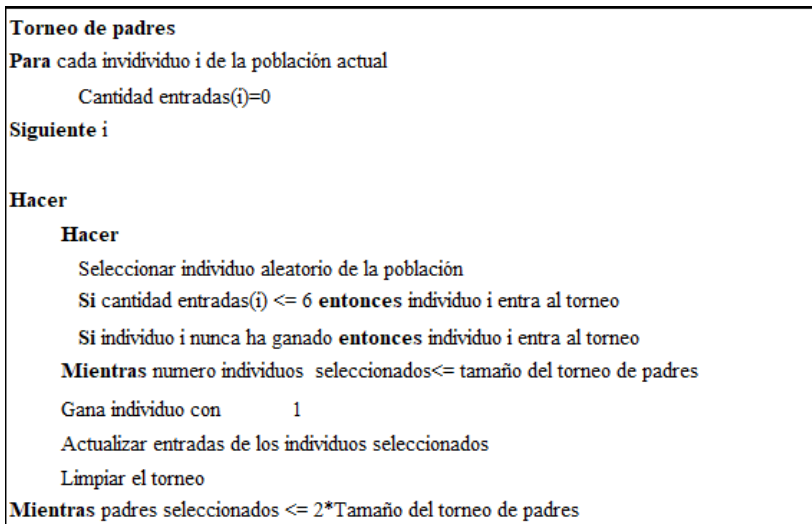 Torneo de padres
Para cada invidividuo i de la población actual
Cantidad entradas(i)=0
Siguiente i
Hacer
Hacer
Seleccionar individuo aleatorio de la población
Si cantidad entradas(i) <= 6 entonces individuo i entra al torneo
Si individuo i nunca ha ganado entonces individuo i entra al torneo
Mientras numero individuos seleccionados<= tamaño del torneo de padres
Gana individuo con 1
Actualizar entradas de los individuos seleccionados
Limpiar el torneo
Mientras padres seleccionados <= 2*Tamaño del torneo de padres